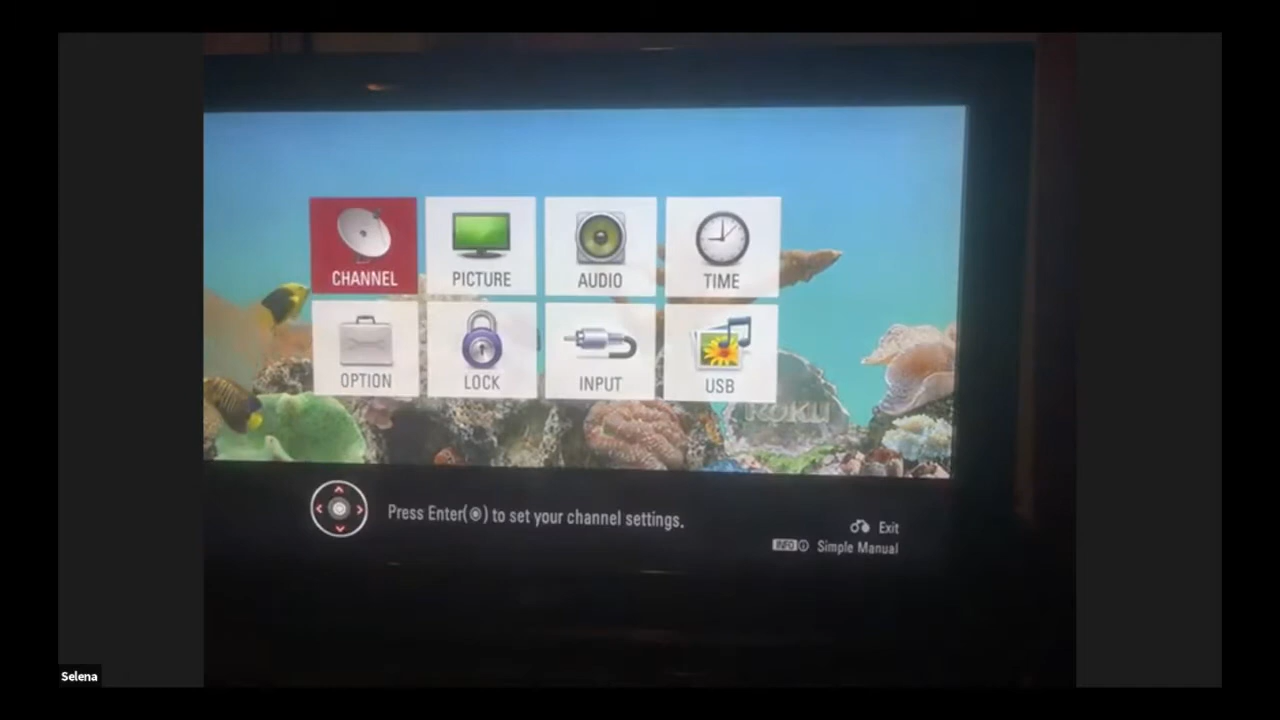 CHANNEL PICTURE AUDIO TIME
OPTION LOCK INPUT USB
ROKU
Press Enter(◉) to set your channel settings.
Exit
INFO ⓘ Simple Manual
Selena